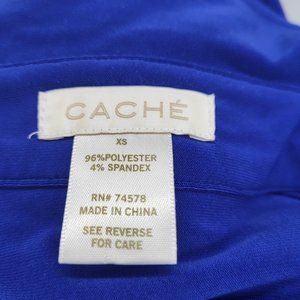 CACHÉ
XS
96%POLYESTER
4% SPANDEX
RN# 74578
MADE IN CHINA
SEE REVERSE
FOR CARE